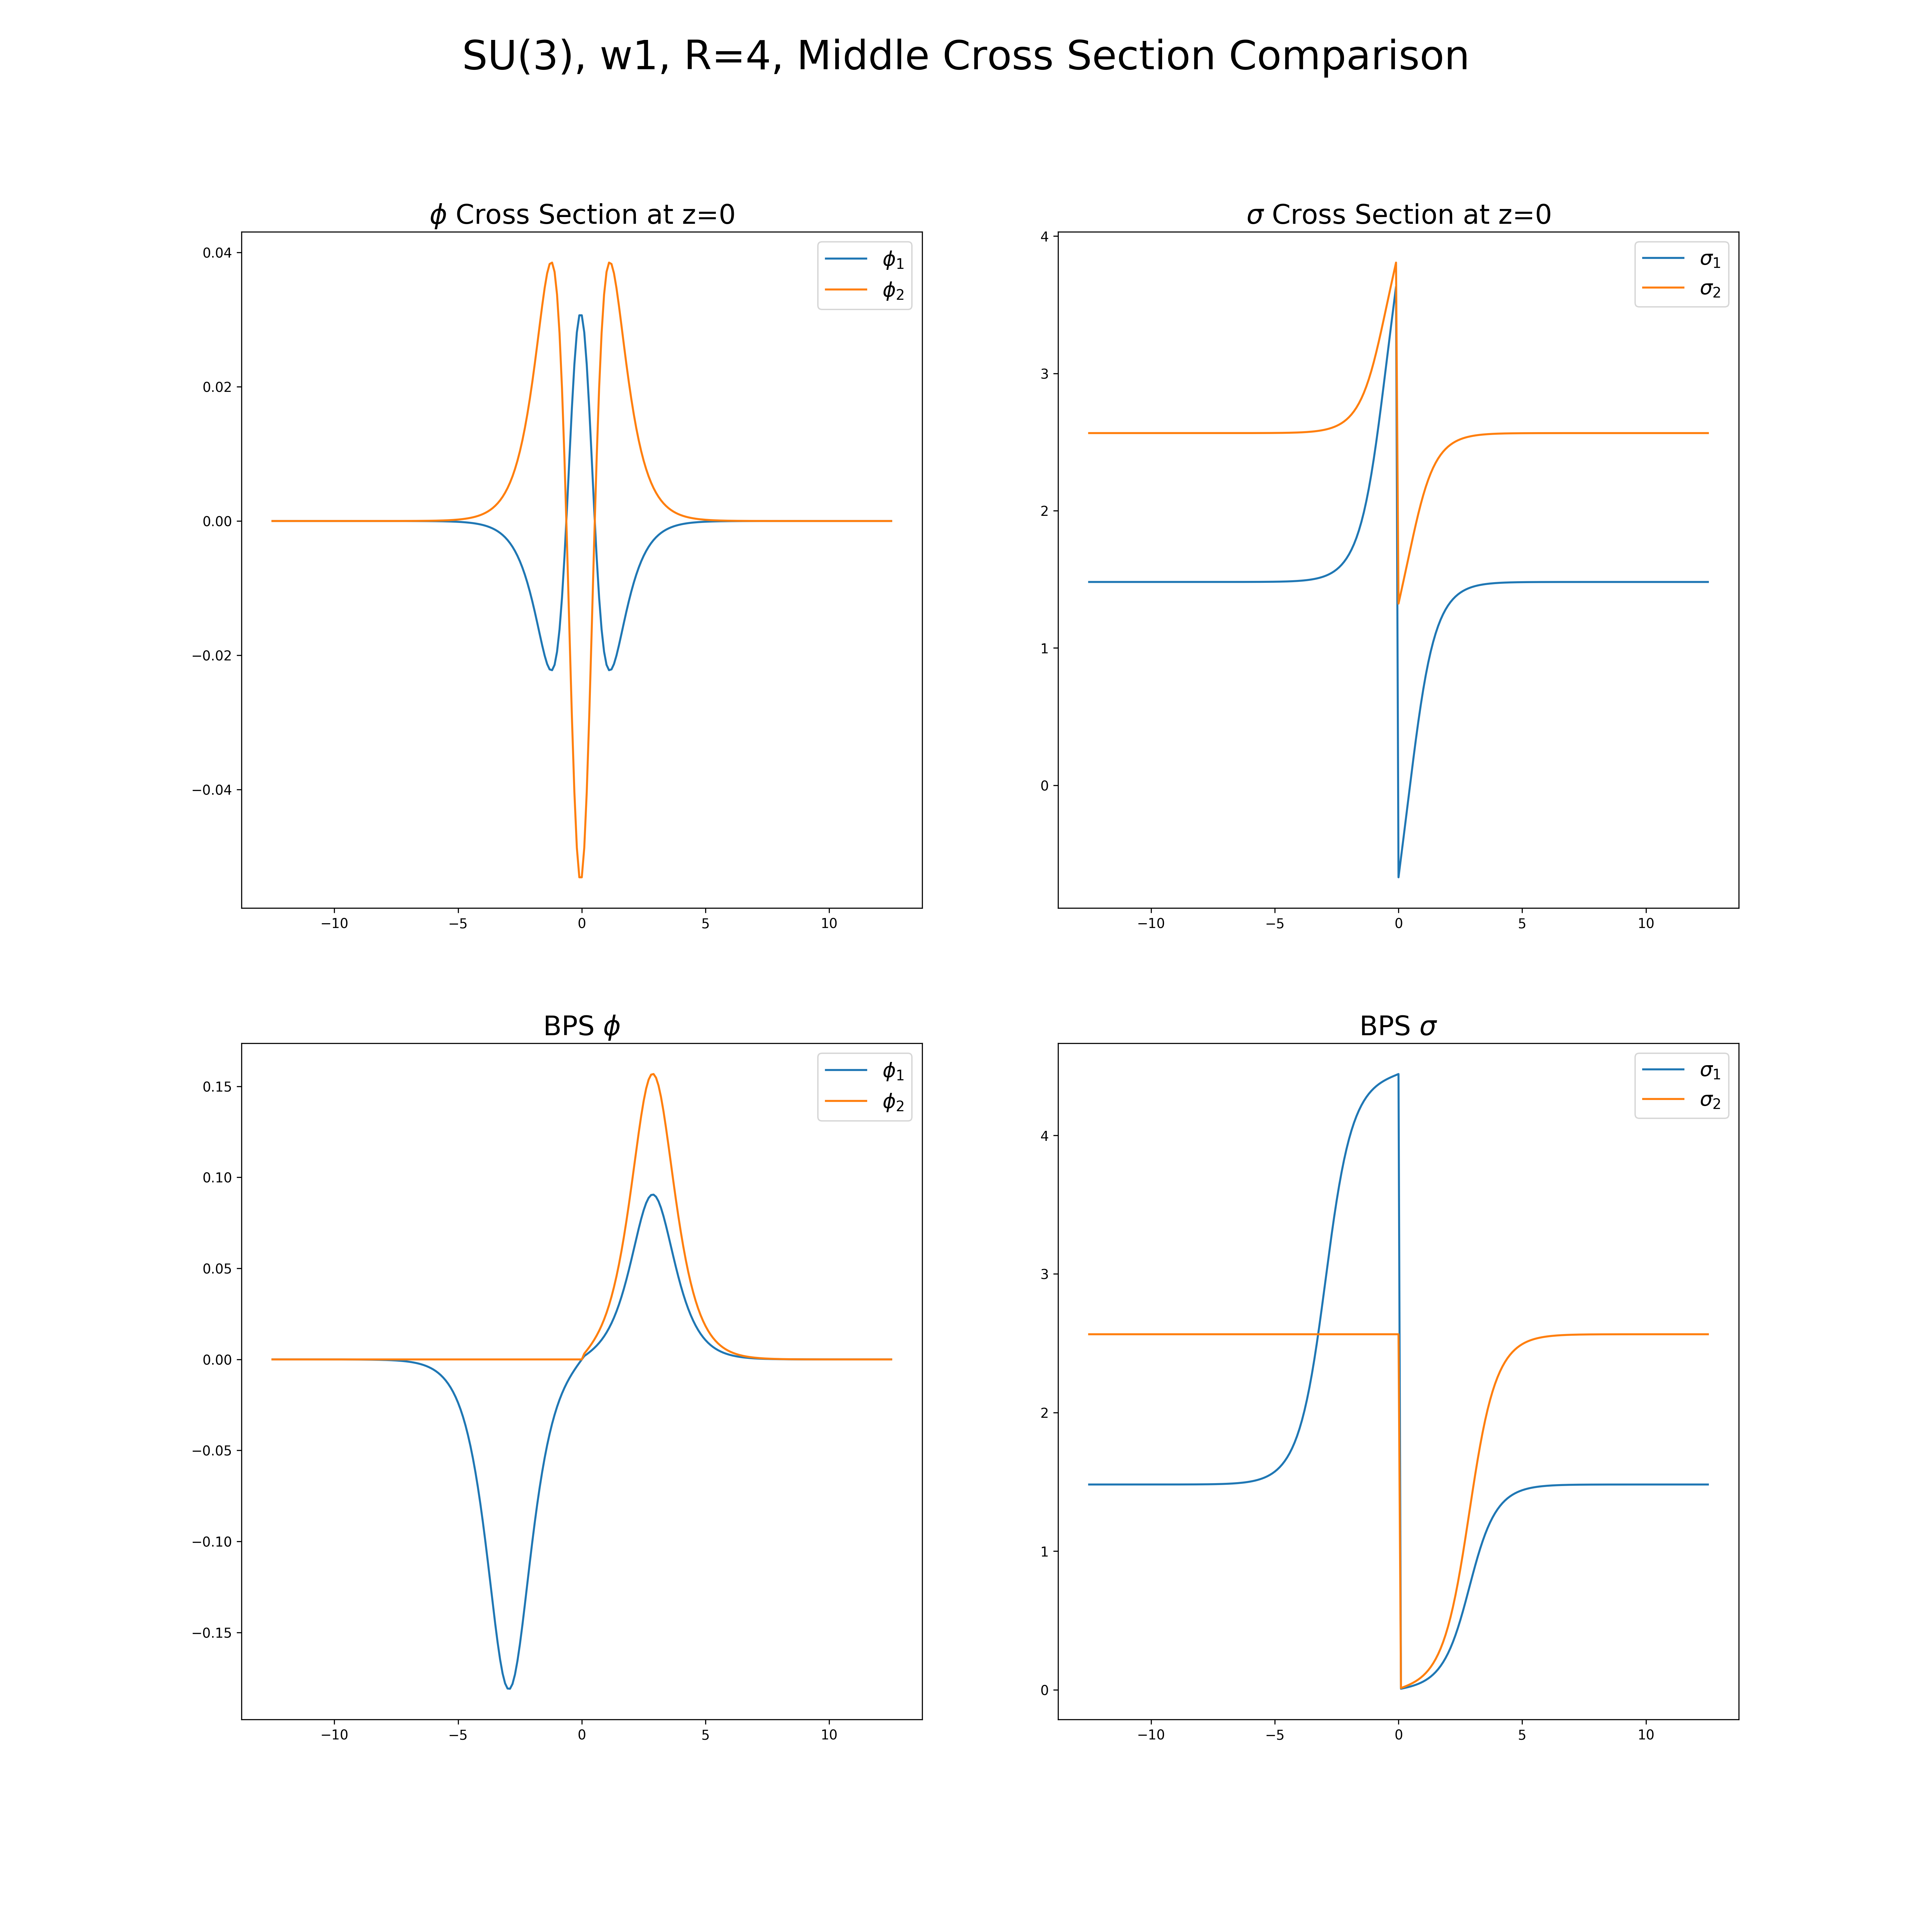 SU(3), w1, R=4, Middle Cross Section Comparison
ϕ Cross Section at z=0
0.04
0.02
0.00
−0.02
−0.04
−10 −5 0 5 10
ϕ1
ϕ2
σ Cross Section at z=0
4
3
2
1
0
−10 −5 0 5 10
σ1
σ2
BPS ϕ
0.15
0.10
0.05
0.00
−0.05
−0.10
−0.15
−10 −5 0 5 10
ϕ1
ϕ2
BPS σ
4
3
2
1
0
−10 −5 0 5 10
σ1
σ2